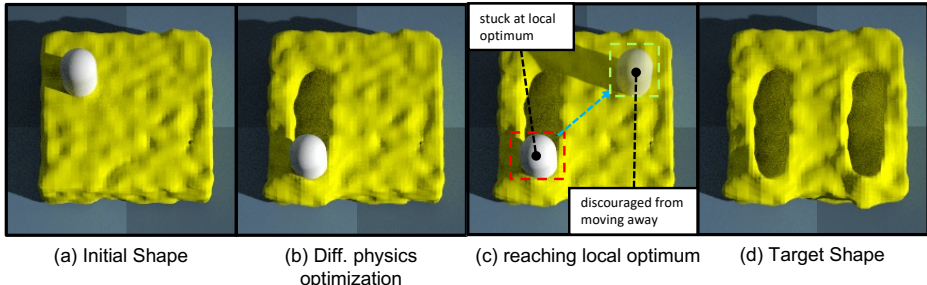 stuck at local
optimum
discouraged from
moving away
(a) Initial Shape
(b) Diff. physics
optimization
(c) reaching local optimum
(d) Target Shape